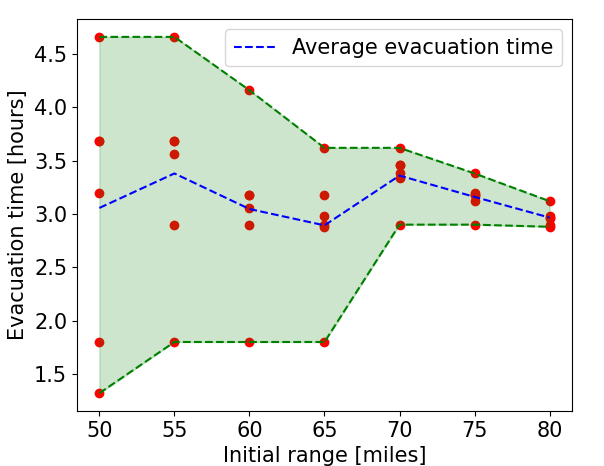 Average evacuation time
Evacuation time [hours]
4.5
4.0
3.5
3.0
2.5
2.0
1.5
50 55 60 65 70 75 80
Initial range [miles]